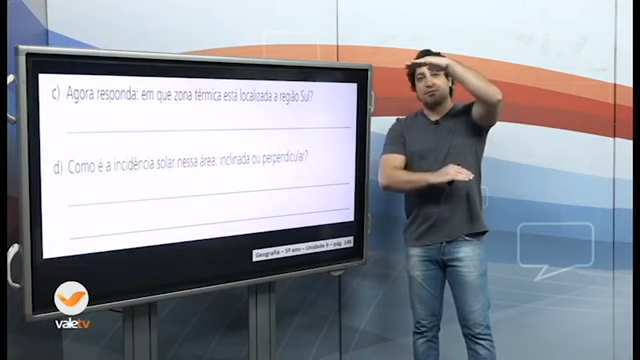 c) Agora responda: em que zona térmica está localizada a região Sul?
d) Como é a incidência solar nessa área: inclinada ou perpendicular?
Geografia – 5º ano – Unidade 9 – pág. 148
valetv